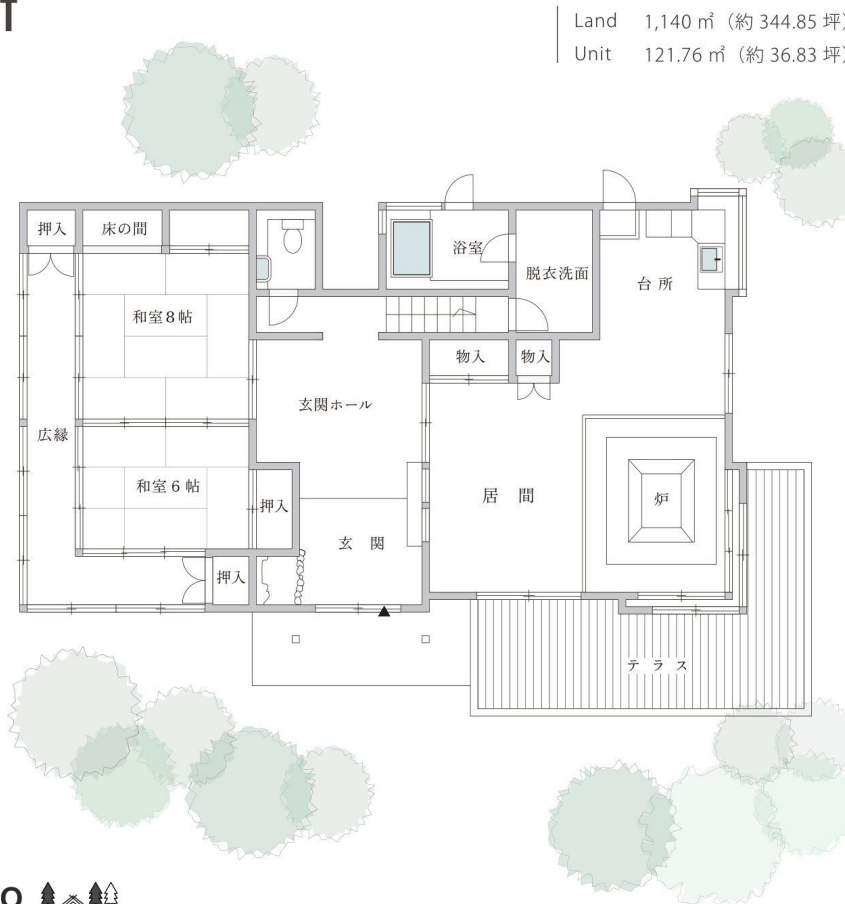 T
Land 1,140 ㎡（約 344.85 坪）
Unit 121.76 ㎡（約 36.83 坪）
押入
床の間
浴室
脱衣洗面
台所
和室8帖
物入
物入
玄関ホール
広縁
和室6帖
押入
居 間
炉
玄 関
押入
テラス